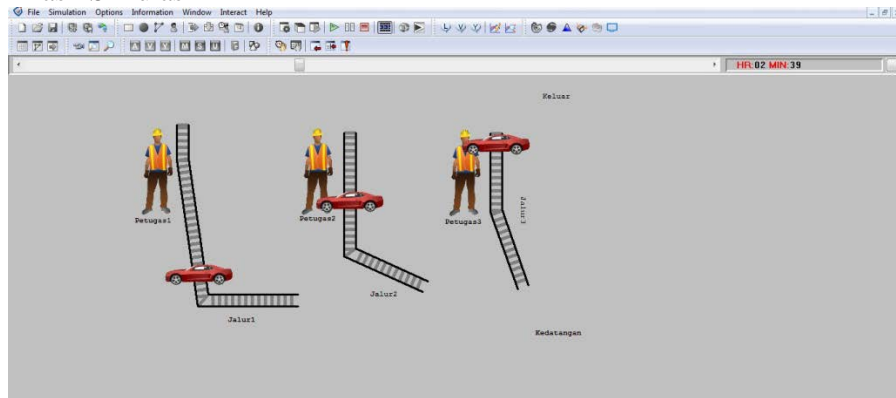 File Simulation Options Information Window Interact Help
HR:02 MIN:39
Keluar
Petugas1
Petugas2
Petugas3
Jalur3
Jalur2
Jalur1
Kedatangan